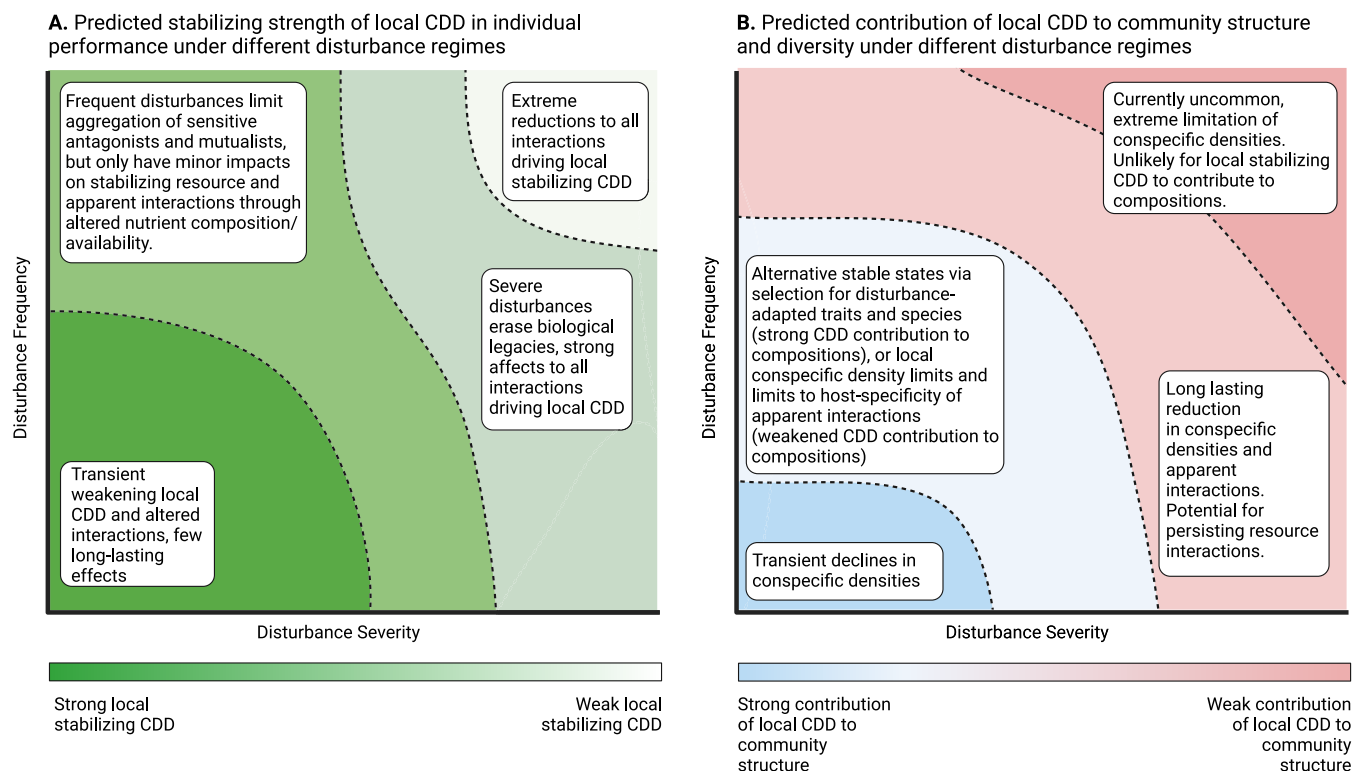 A. Predicted stabilizing strength of local CDD in individual
performance under different disturbance regimes
Frequent disturbances limit
aggregation of sensitive
antagonists and mutualists,
but only have minor impacts
on stabilizing resource and
apparent interactions through
altered nutrient composition/
availability.
Extreme
reductions to all
interactions
driving local
stabilizing CDD
Severe
disturbances
erase biological
legacies, strong
affects to all
interactions
driving local CDD
Transient
weakening local
CDD and altered
interactions, few
long-lasting
effects
Disturbance Frequency
Disturbance Severity
Strong local
stabilizing CDD
Weak local
stabilizing CDD
B. Predicted contribution of local CDD to community structure
and diversity under different disturbance regimes
Currently uncommon,
extreme limitation of
conspecific densities.
Unlikely for local stabilizing
CDD to contribute to
compositions.
Alternative stable states via
selection for disturbance-
adapted traits and species
(strong CDD contribution to
compositions), or local
conspecific density limits and
limits to host-specificity of
apparent interactions
(weakened CDD contribution to
compositions)
Long lasting
reduction
in conspecific
densities and
apparent
interactions.
Potential for
persisting resource
interactions.
Transient declines in
conspecific densities
Disturbance Frequency
Disturbance Severity
Strong contribution
of local CDD to
community
structure
Weak contribution
of local CDD to
community
structure